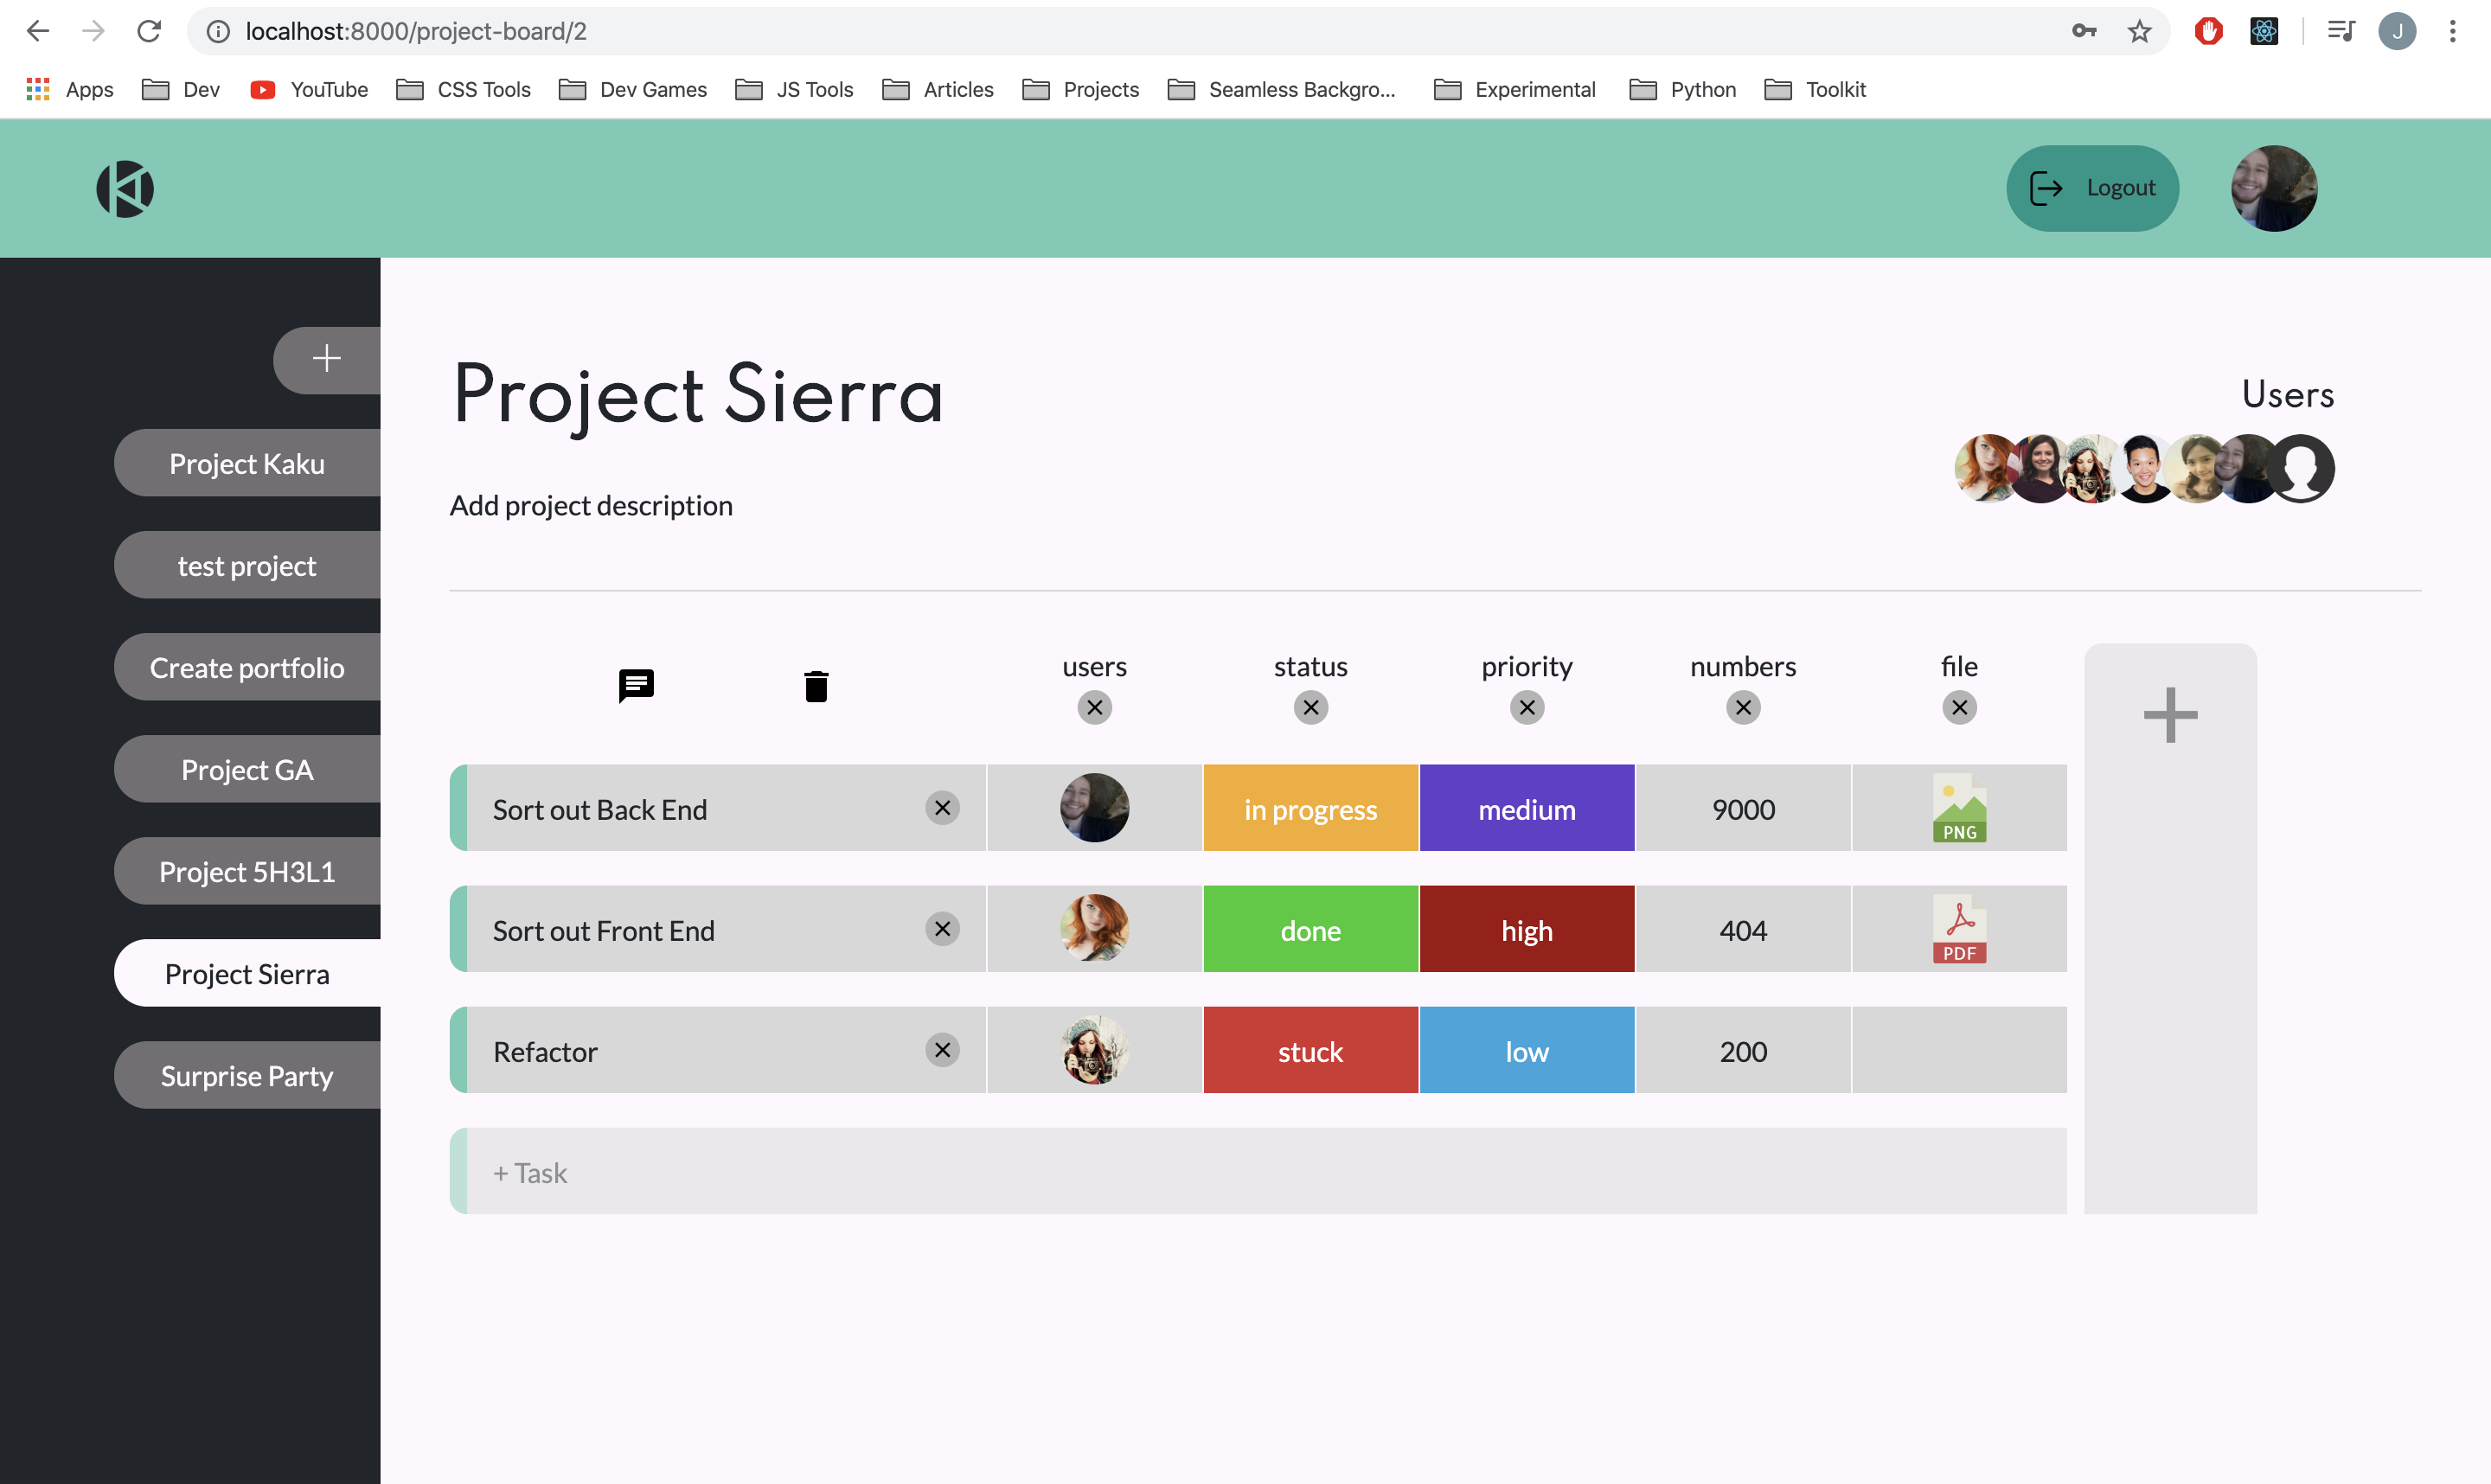 localhost:8000/project-board/2
Apps Dev YouTube CSS Tools Dev Games JS Tools Articles Projects Seamless Backgro... Experimental Python Toolkit
J
Logout
Project Kaku
test project
Create portfolio
Project GA
Project 5H3L1
Project Sierra
Surprise Party
Project Sierra
Users
Add project description
users status priority numbers file
Sort out Back End in progress medium 9000 PNG
Sort out Front End done high 404 PDF
Refactor stuck low 200
+ Task